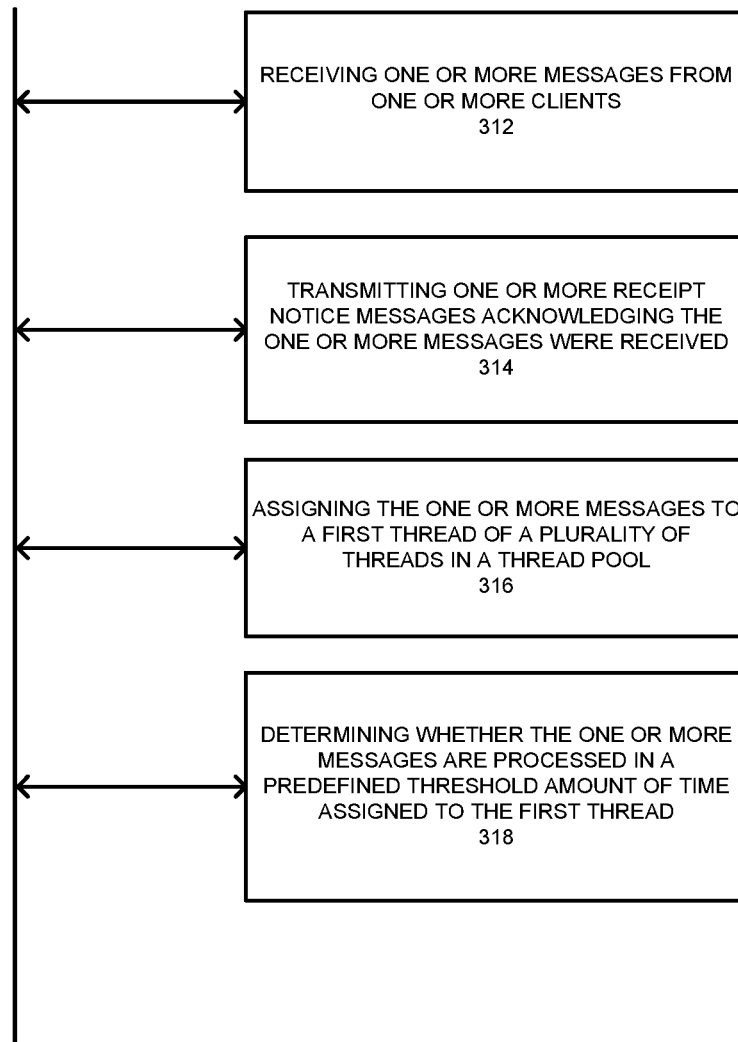 RECEIVING ONE OR MORE MESSAGES FROM
ONE OR MORE CLIENTS
312
TRANSMITTING ONE OR MORE RECEIPT
NOTICE MESSAGES ACKNOWLEDGING THE
ONE OR MORE MESSAGES WERE RECEIVED
314
ASSIGNING THE ONE OR MORE MESSAGES TO
A FIRST THREAD OF A PLURALITY OF
THREADS IN A THREAD POOL
316
DETERMINING WHETHER THE ONE OR MORE
MESSAGES ARE PROCESSED IN A
PREDEFINED THRESHOLD AMOUNT OF TIME
ASSIGNED TO THE FIRST THREAD
318